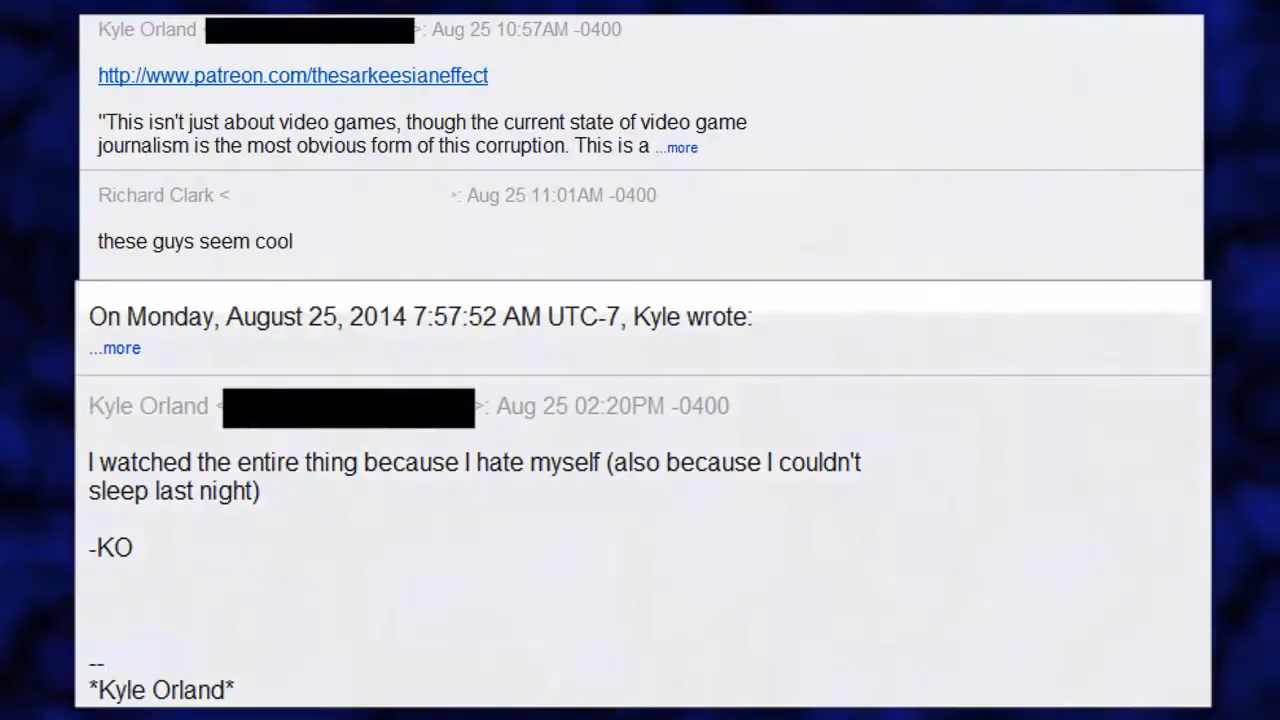 Kyle Orland < >: Aug 25 10:57AM -0400
http://www.patreon.com/thesarkeesianeffect
"This isn't just about video games, though the current state of video game
journalism is the most obvious form of this corruption. This is a ...more
Richard Clark < >: Aug 25 11:01AM -0400
these guys seem cool
On Monday, August 25, 2014 7:57:52 AM UTC-7, Kyle wrote:
...more
Kyle Orland < >: Aug 25 02:20PM -0400
I watched the entire thing because I hate myself (also because I couldn't
sleep last night)
-KO
--
*Kyle Orland*